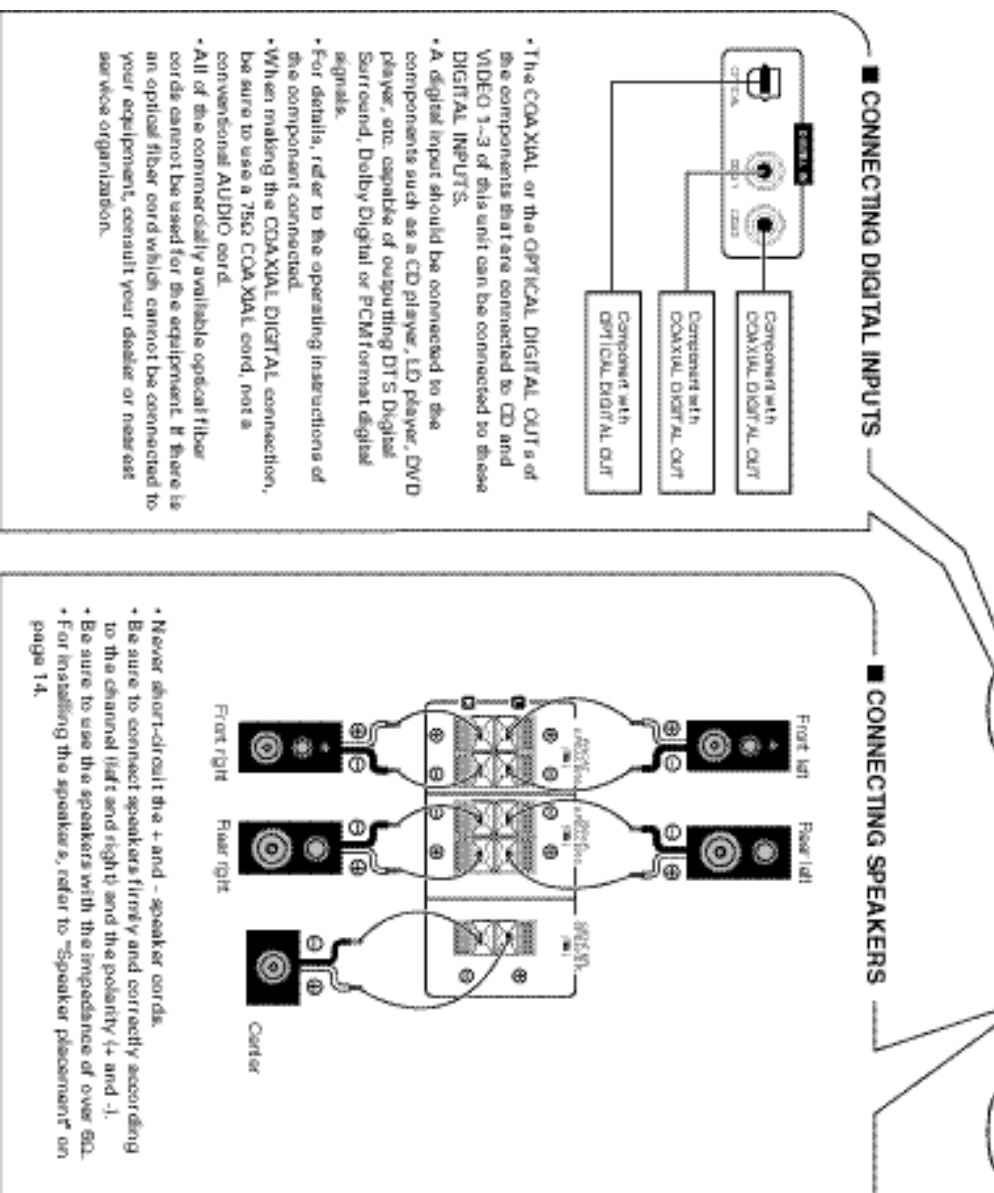 ■ CONNECTING DIGITAL INPUTS
DIGITAL IN
OPTICAL
Component with
COAXIAL DIGITAL OUT
Component with
COAXIAL DIGITAL OUT
Component with
OPTICAL DIGITAL OUT
• The COAXIAL or the OPTICAL DIGITAL OUTs of
the components that are connected to CD and
VIDEO 1~3 of this unit can be connected to these
DIGITAL INPUTS.
• A digital input should be connected to the
components such as a CD player, LD player, DVD
player, etc. capable of outputting DTS Digital
Surround, Dolby Digital or PCM format digital
signals.
• For details, refer to the operating instructions of
the component connected.
• When making the COAXIAL DIGITAL connection,
be sure to use a 75Ω COAXIAL cord, not a
conventional AUDIO cord.
• All of the commercially available optical fiber
cords cannot be used for the equipment. If there is
an optical fiber cord which cannot be connected to
your equipment, consult your dealer or nearest
service organization.
■ CONNECTING SPEAKERS
Front left
Rear left
⊕ ⊖
⊖ ⊕
⊕ ⊖
⊖ ⊕
⊕
⊕ ⊖
⊖ ⊕
⊖
⊕ ⊖
⊖ ⊕
⊖ ⊕
Front right
Rear right
Center
• Never short-circuit the + and – speaker cords.
• Be sure to connect speakers firmly and correctly according
to the channel (left and right) and the polarity (+ and -).
• Be sure to use the speakers with the impedance of over 6Ω.
• For installing the speakers, refer to "Speaker placement" on
page 14.